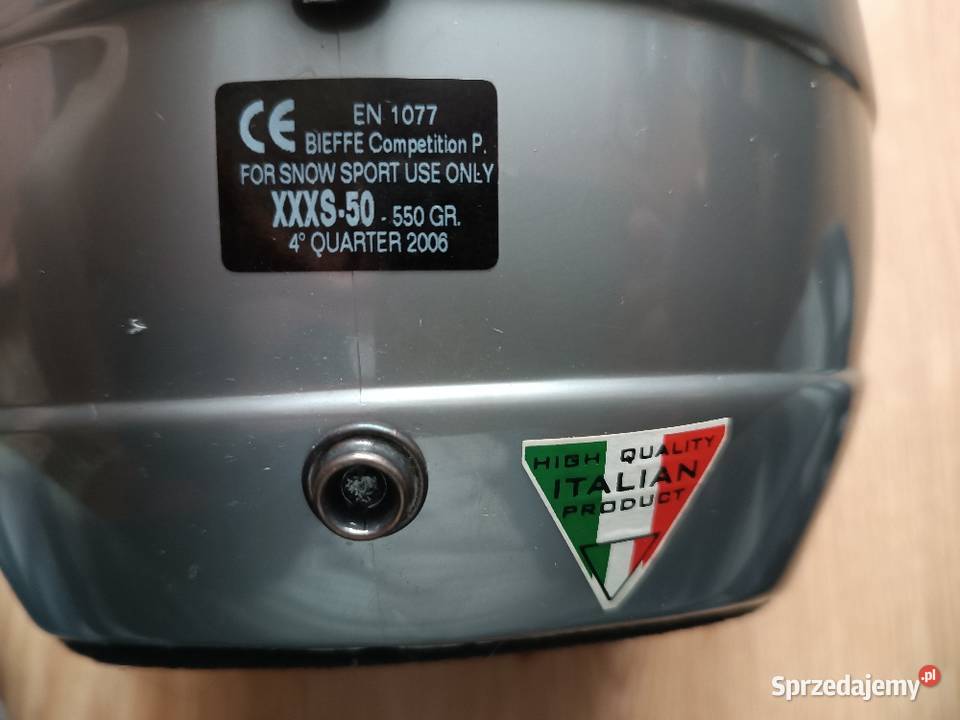 CE EN 1077
BIEFFE Competition P.
FOR SNOW SPORT USE ONLY
XXXS-50 - 550 GR.
4° QUARTER 2006
HIGH QUALITY
ITALIAN
PRODUCT
Sprzedajemy.pl